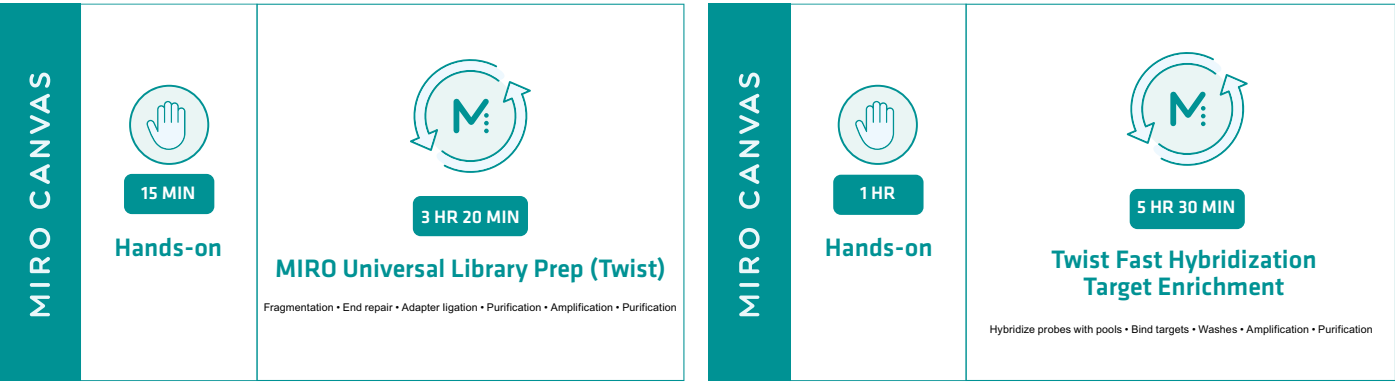 MIRO CANVAS
15 MIN
Hands-on
M
3 HR 20 MIN
MIRO Universal Library Prep (Twist)
Fragmentation • End repair • Adapter ligation • Purification • Amplification • Purification
MIRO CANVAS
1 HR
Hands-on
M
5 HR 30 MIN
Twist Fast Hybridization
Target Enrichment
Hybridize probes with pools • Bind targets • Washes • Amplification • Purification